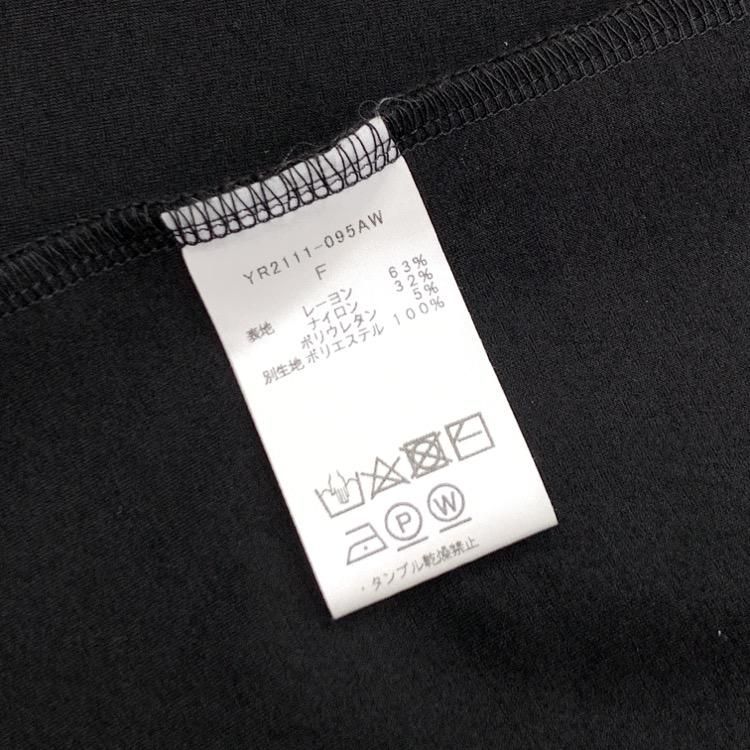 YR2111-095AW
F
表地 レーヨン 63%
ナイロン 32%
ポリウレタン 5%
別生地 ポリエステル 100%
P W
・タンブル乾燥禁止